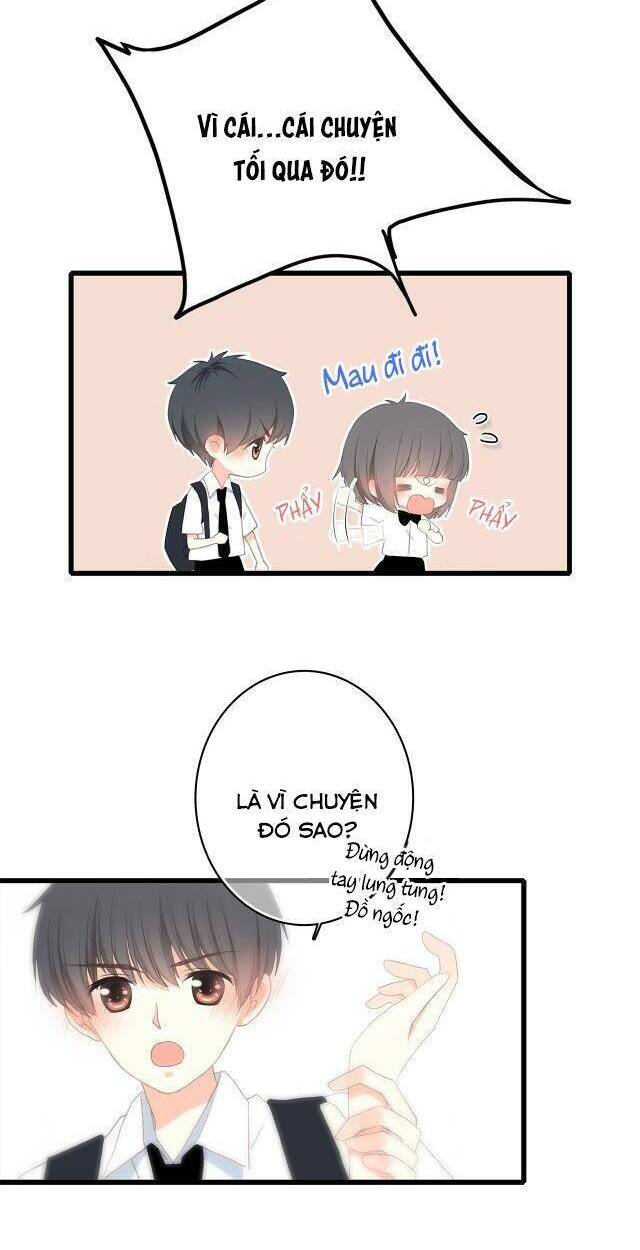 VÌ CÁI...CÁI CHUYỆN
TỐI QUA ĐÓ!!
Mau đi đi!
PHẨY
PHẨY
LÀ VÌ CHUYỆN
ĐÓ SAO?
Đừng động
tay lung tung!
Đồ ngốc!